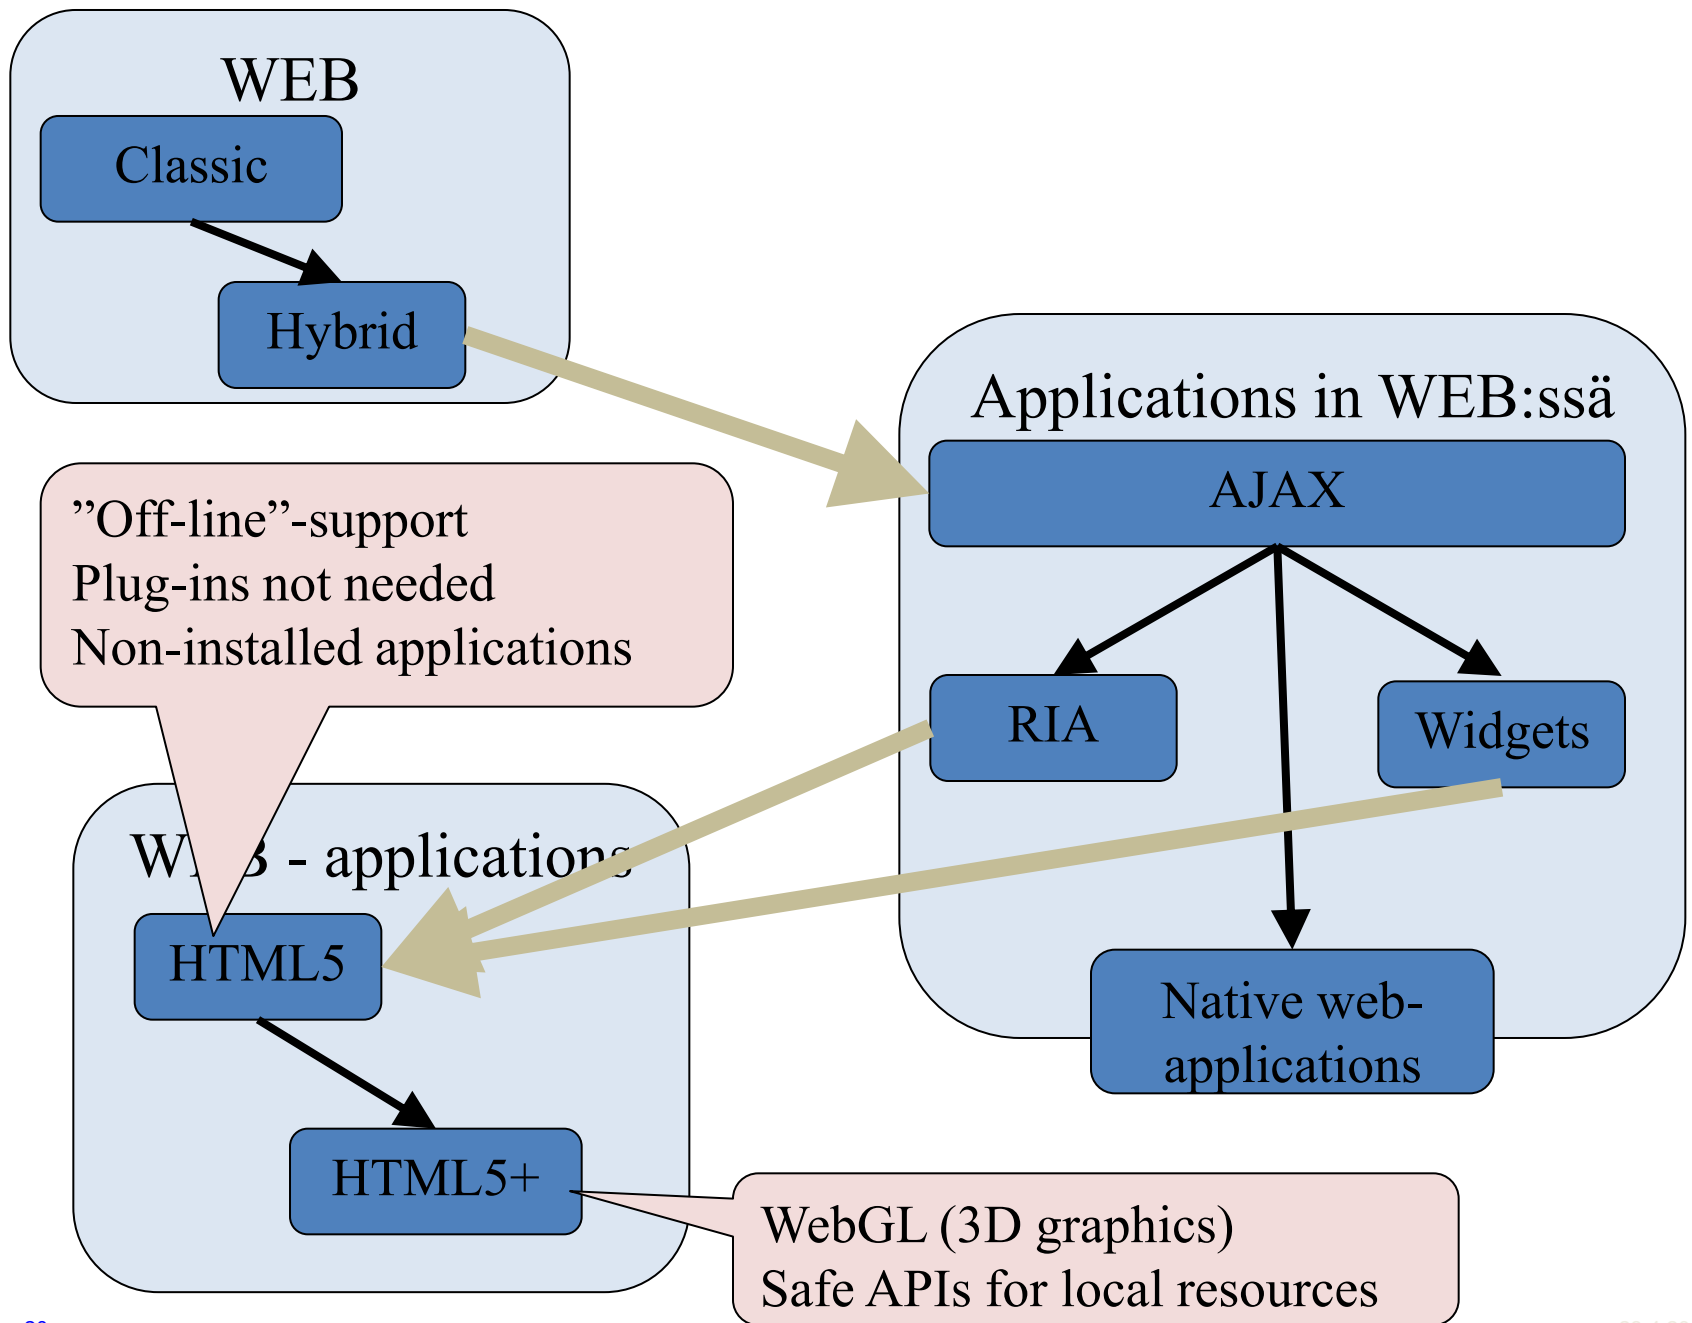 WEB
Classic
Hybrid
Applications in WEB:ssä
AJAX
”Off-line”-support
Plug-ins not needed
Non-installed applications
RIA
Widgets
- applications
HTML5
Native web-
applications
HTML5+
WebGL (3D graphics)
Safe APIs for local resources